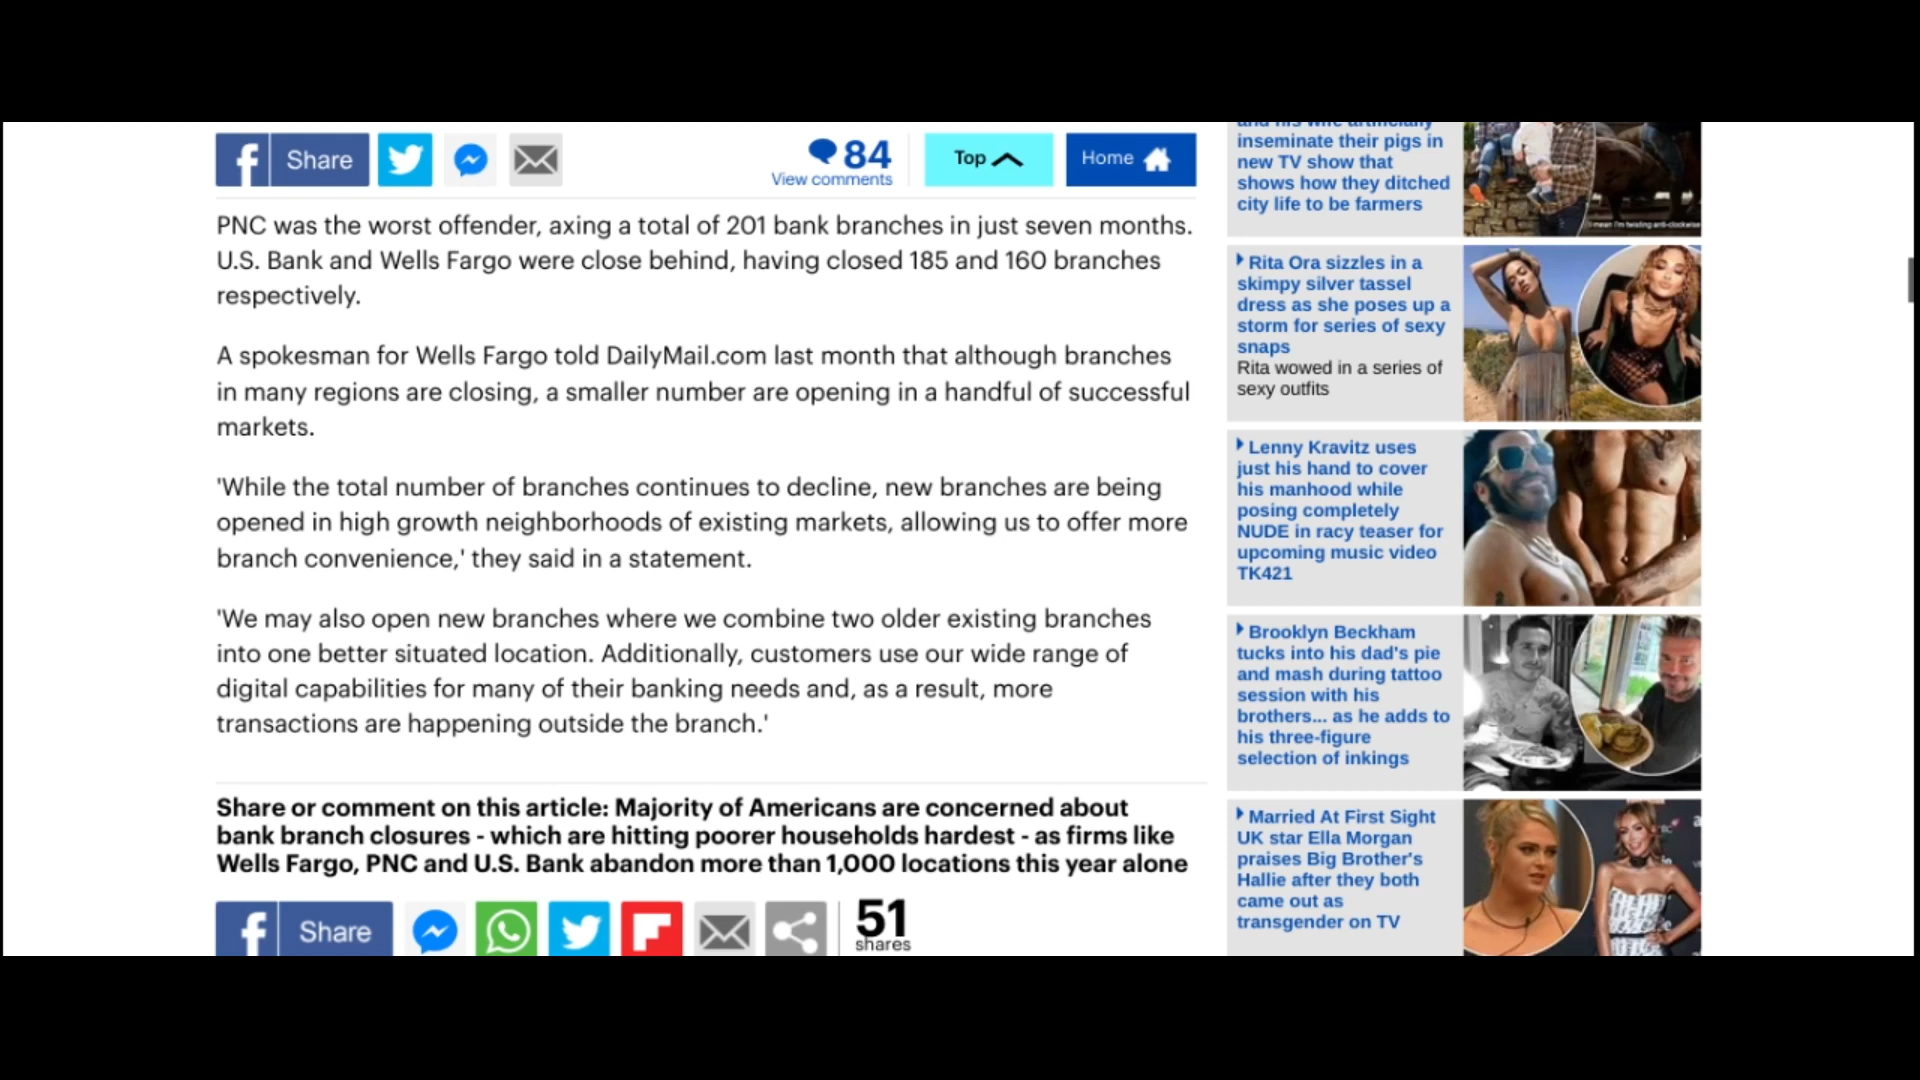 Share
84
View comments
Top
Home
PNC was the worst offender, axing a total of 201 bank branches in just seven months.
U.S. Bank and Wells Fargo were close behind, having closed 185 and 160 branches
respectively.
A spokesman for Wells Fargo told DailyMail.com last month that although branches
in many regions are closing, a smaller number are opening in a handful of successful
markets.
'While the total number of branches continues to decline, new branches are being
opened in high growth neighborhoods of existing markets, allowing us to offer more
branch convenience,' they said in a statement.
'We may also open new branches where we combine two older existing branches
into one better situated location. Additionally, customers use our wide range of
digital capabilities for many of their banking needs and, as a result, more
transactions are happening outside the branch.'
Share or comment on this article: Majority of Americans are concerned about
bank branch closures - which are hitting poorer households hardest - as firms like
Wells Fargo, PNC and U.S. Bank abandon more than 1,000 locations this year alone
Share
51
shares
and his wife artificially
inseminate their pigs in
new TV show that
shows how they ditched
city life to be farmers
I mean I'm twisting anti-clockwise
Rita Ora sizzles in a
skimpy silver tassel
dress as she poses up a
storm for series of sexy
snaps
Rita wowed in a series of
sexy outfits
Lenny Kravitz uses
just his hand to cover
his manhood while
posing completely
NUDE in racy teaser for
upcoming music video
TK421
Brooklyn Beckham
tucks into his dad's pie
and mash during tattoo
session with his
brothers... as he adds to
his three-figure
selection of inkings
Married At First Sight
UK star Ella Morgan
praises Big Brother's
Hallie after they both
came out as
transgender on TV